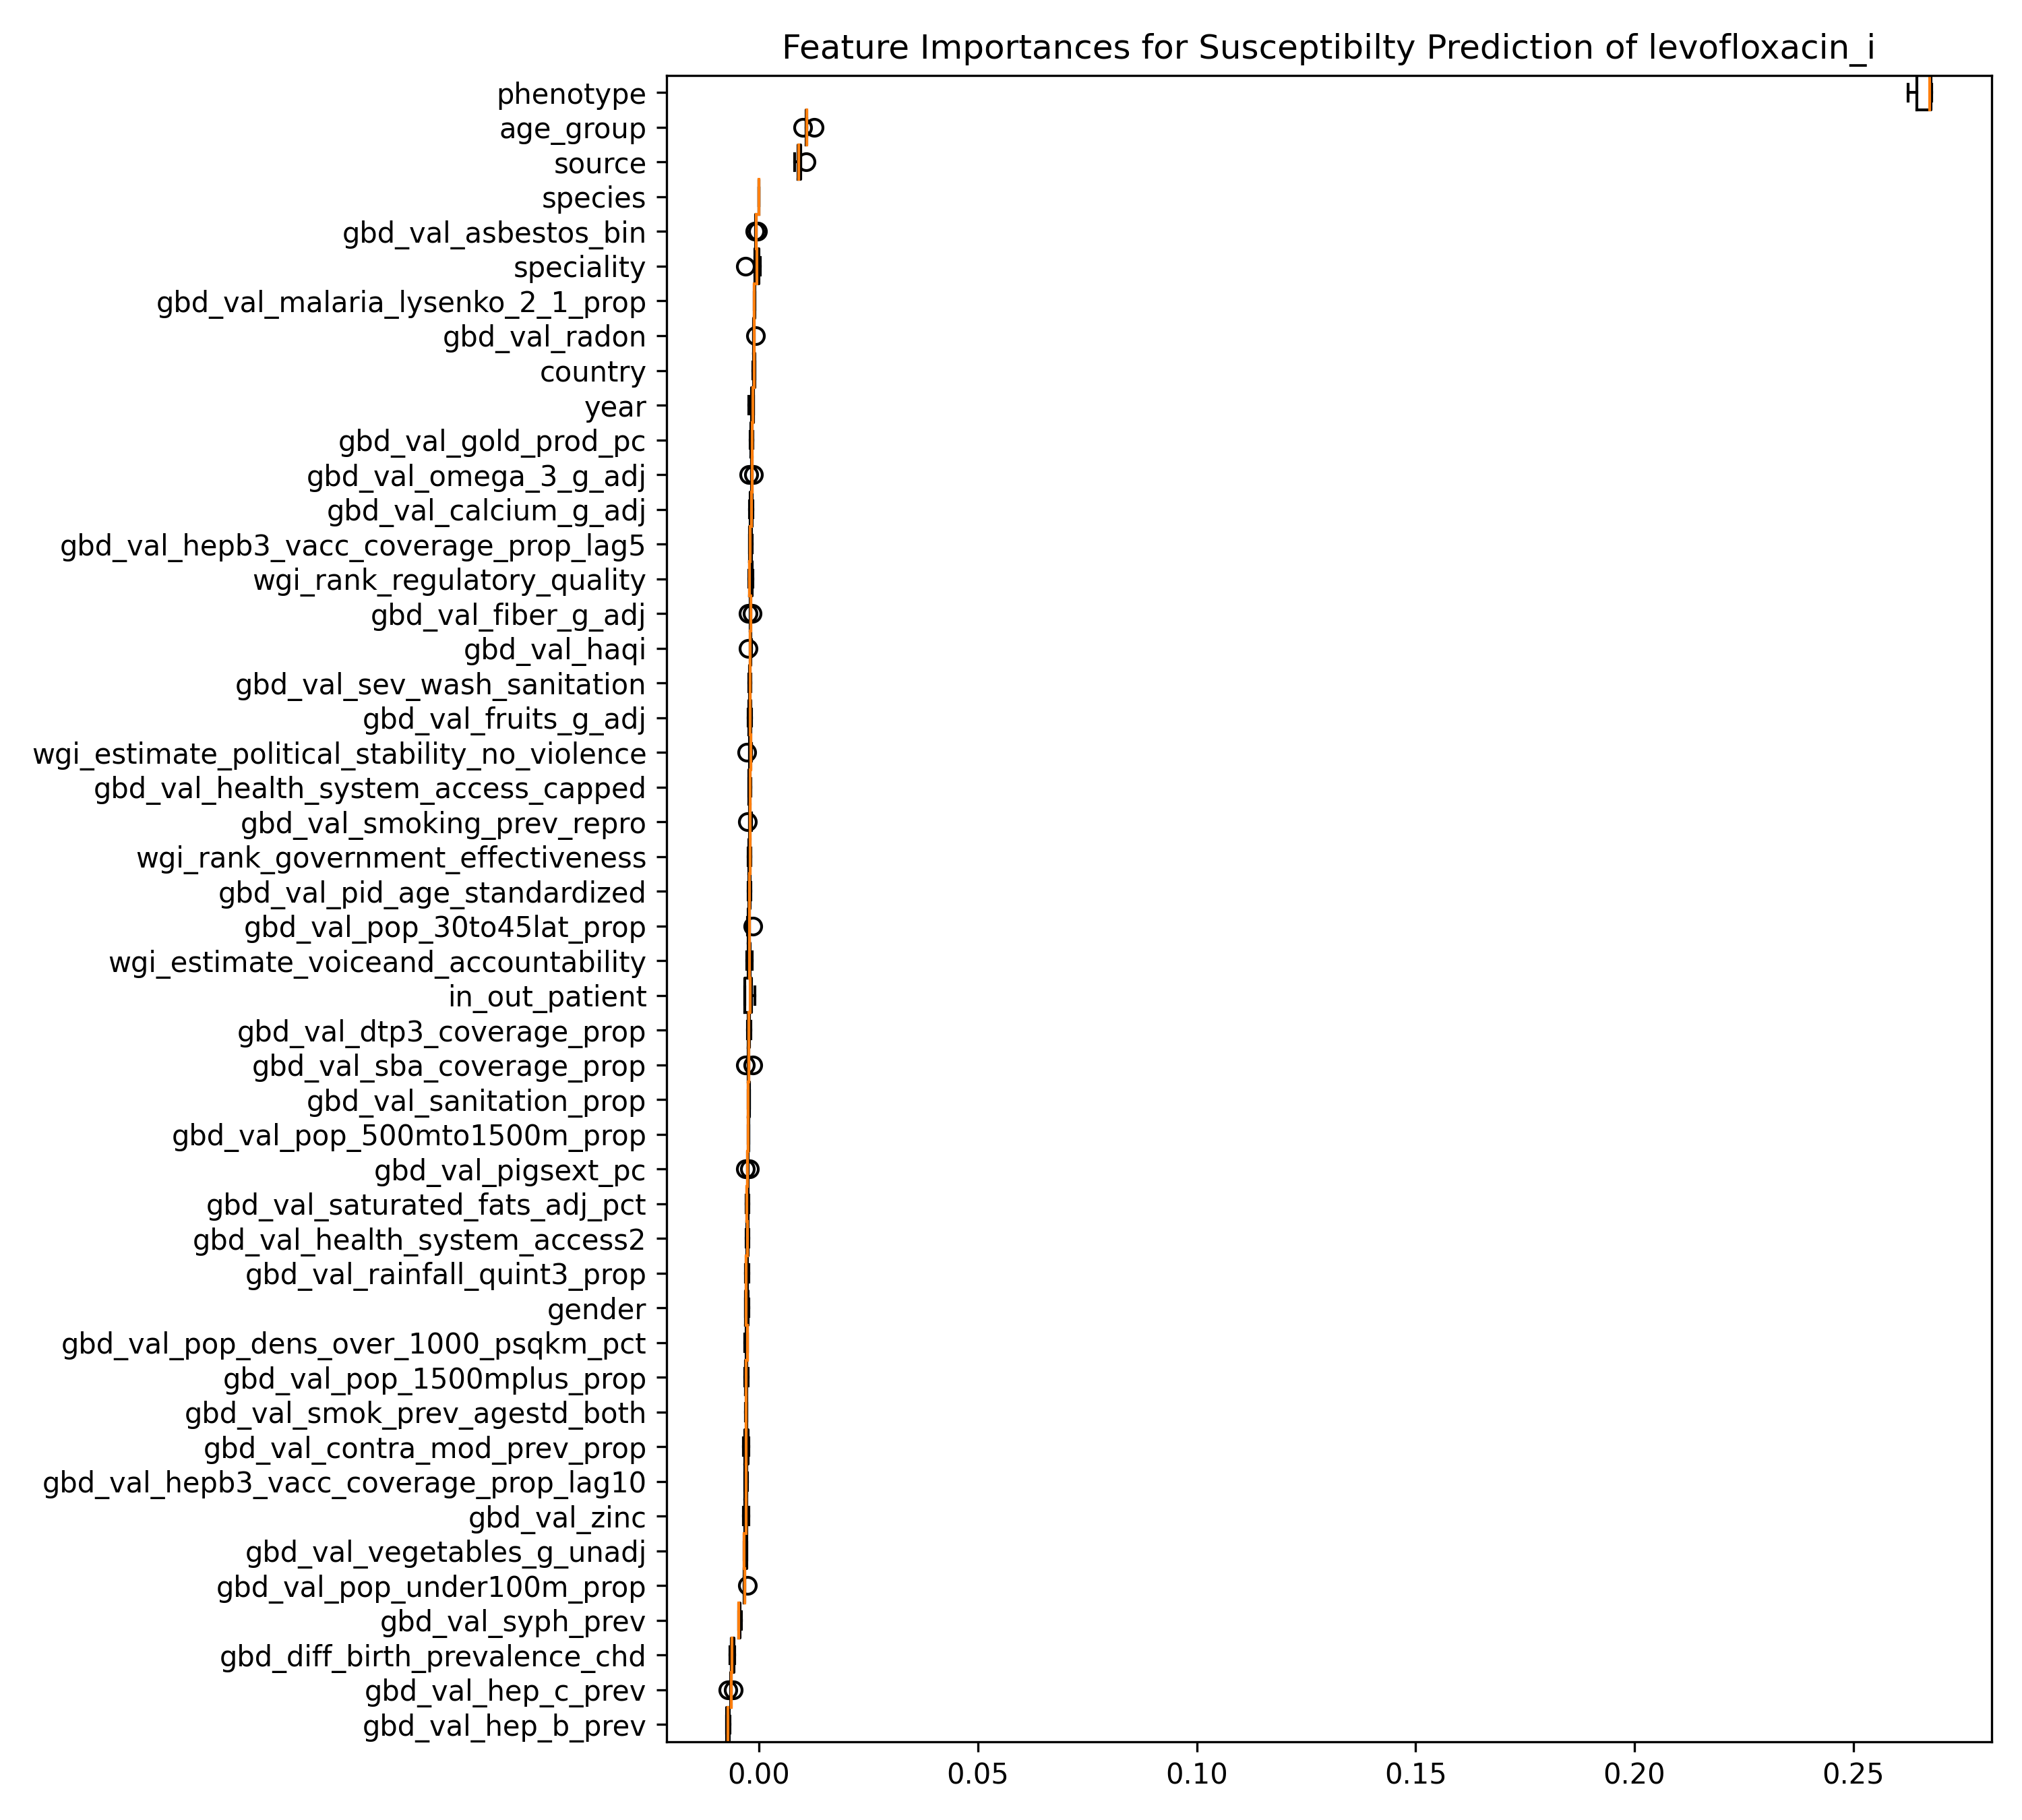 Feature Importances for Susceptibilty Prediction of levofloxacin_i
phenotype
age_group
source
species
gbd_val_asbestos_bin
speciality
gbd_val_malaria_lysenko_2_1_prop
gbd_val_radon
country
year
gbd_val_gold_prod_pc
gbd_val_omega_3_g_adj
gbd_val_calcium_g_adj
gbd_val_hepb3_vacc_coverage_prop_lag5
wgi_rank_regulatory_quality
gbd_val_fiber_g_adj
gbd_val_haqi
gbd_val_sev_wash_sanitation
gbd_val_fruits_g_adj
wgi_estimate_political_stability_no_violence
gbd_val_health_system_access_capped
gbd_val_smoking_prev_repro
wgi_rank_government_effectiveness
gbd_val_pid_age_standardized
gbd_val_pop_30to45lat_prop
wgi_estimate_voiceand_accountability
in_out_patient
gbd_val_dtp3_coverage_prop
gbd_val_sba_coverage_prop
gbd_val_sanitation_prop
gbd_val_pop_500mto1500m_prop
gbd_val_pigsext_pc
gbd_val_saturated_fats_adj_pct
gbd_val_health_system_access2
gbd_val_rainfall_quint3_prop
gender
gbd_val_pop_dens_over_1000_psqkm_pct
gbd_val_pop_1500mplus_prop
gbd_val_smok_prev_agestd_both
gbd_val_contra_mod_prev_prop
gbd_val_hepb3_vacc_coverage_prop_lag10
gbd_val_zinc
gbd_val_vegetables_g_unadj
gbd_val_pop_under100m_prop
gbd_val_syph_prev
gbd_diff_birth_prevalence_chd
gbd_val_hep_c_prev
gbd_val_hep_b_prev
0.00 0.05 0.10 0.15 0.20 0.25